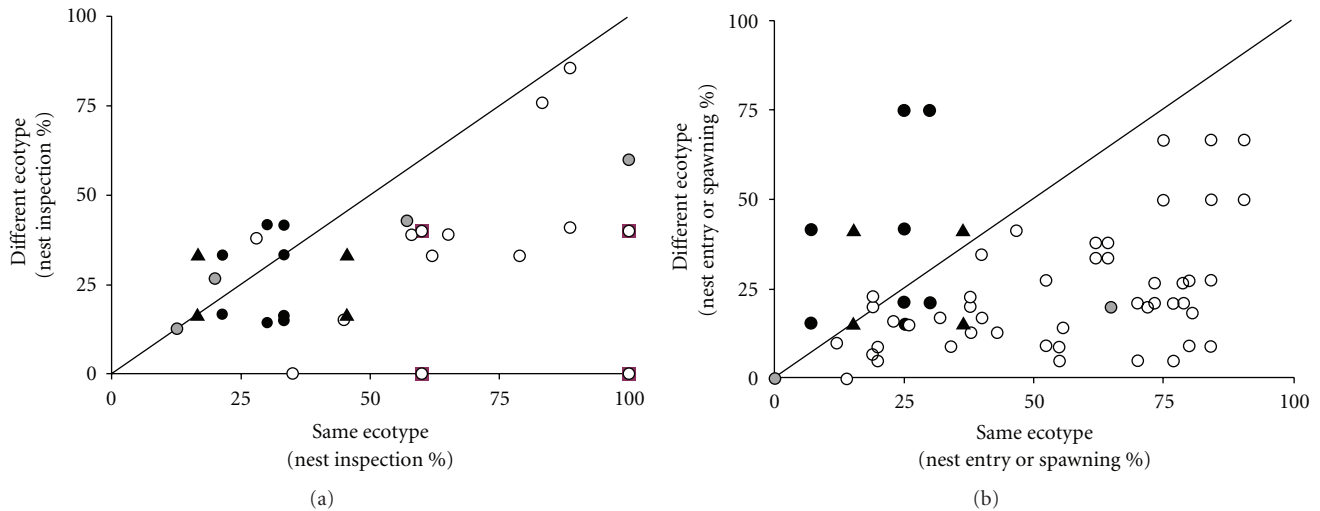 100
75
50
25
0
Different ecotype
(nest inspection %)
0 25 50 75 100
Same ecotype
(nest inspection %)
(a)
100
75
50
25
0
Different ecotype
(nest entry or spawning %)
0 25 50 75 100
Same ecotype
(nest entry or spawning %)
(b)